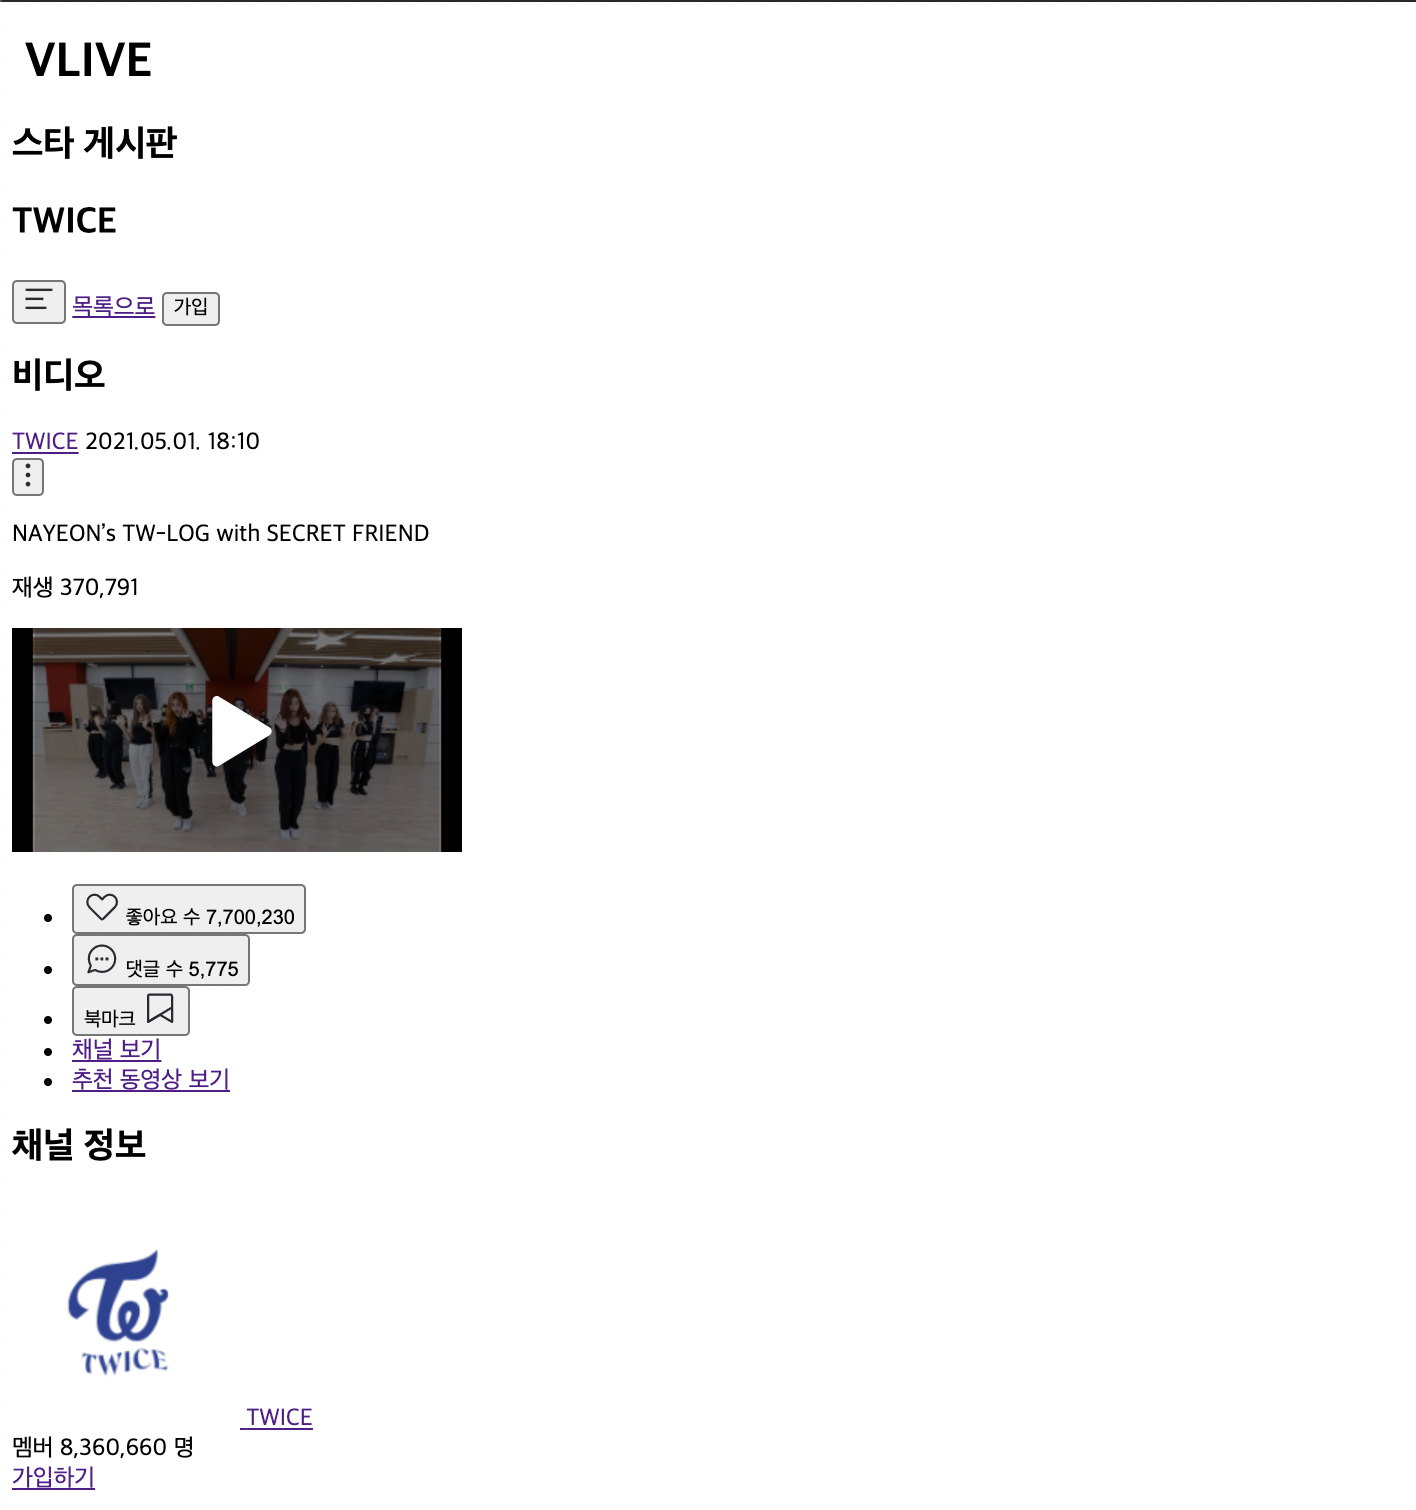 VLIVE
스타 게시판
TWICE
목록으로 가입
비디오
TWICE 2021.05.01. 18:10
NAYEON’s TW-LOG with SECRET FRIEND
재생 370,791
좋아요 수 7,700,230
댓글 수 5,775
북마크
채널 보기
추천 동영상 보기
채널 정보
TWICE
TWICE
멤버 8,360,660 명
가입하기